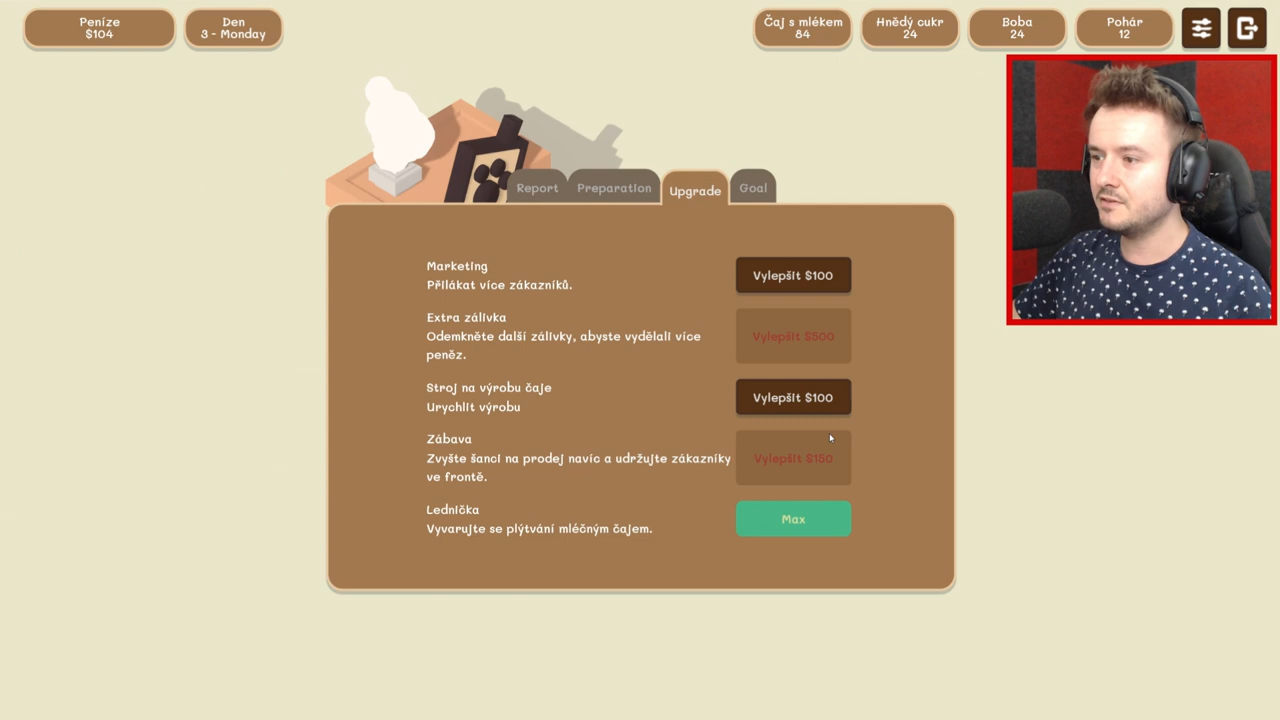 Peníze
$104
Den
3 - Monday
Čaj s mlékem
84
Hnědý cukr
24
Boba
24
Pohár
12
Report
Preparation
Upgrade
Goal
Marketing
Přilákat více zákazníků.
Vylepšit $100
Extra zálivka
Odemkněte další zálivky, abyste vydělali více
peněz.
Vylepšit $500
Stroj na výrobu čaje
Urychlit výrobu
Vylepšit $100
Zábava
Zvyšte šanci na prodej navíc a udržujte zákazníky
ve frontě.
Vylepšit $150
Lednička
Vyvarujte se plýtvání mléčným čajem.
Max